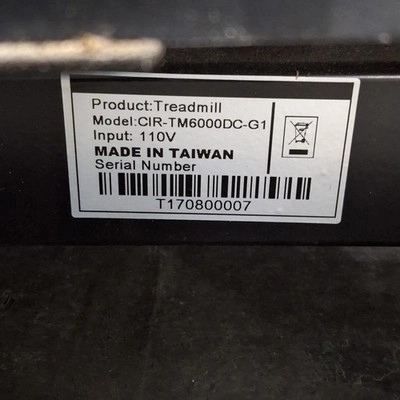 Product:Treadmill
Model:CIR-TM6000DC-G1
Input: 110V
MADE IN TAIWAN
Serial Number
T170800007